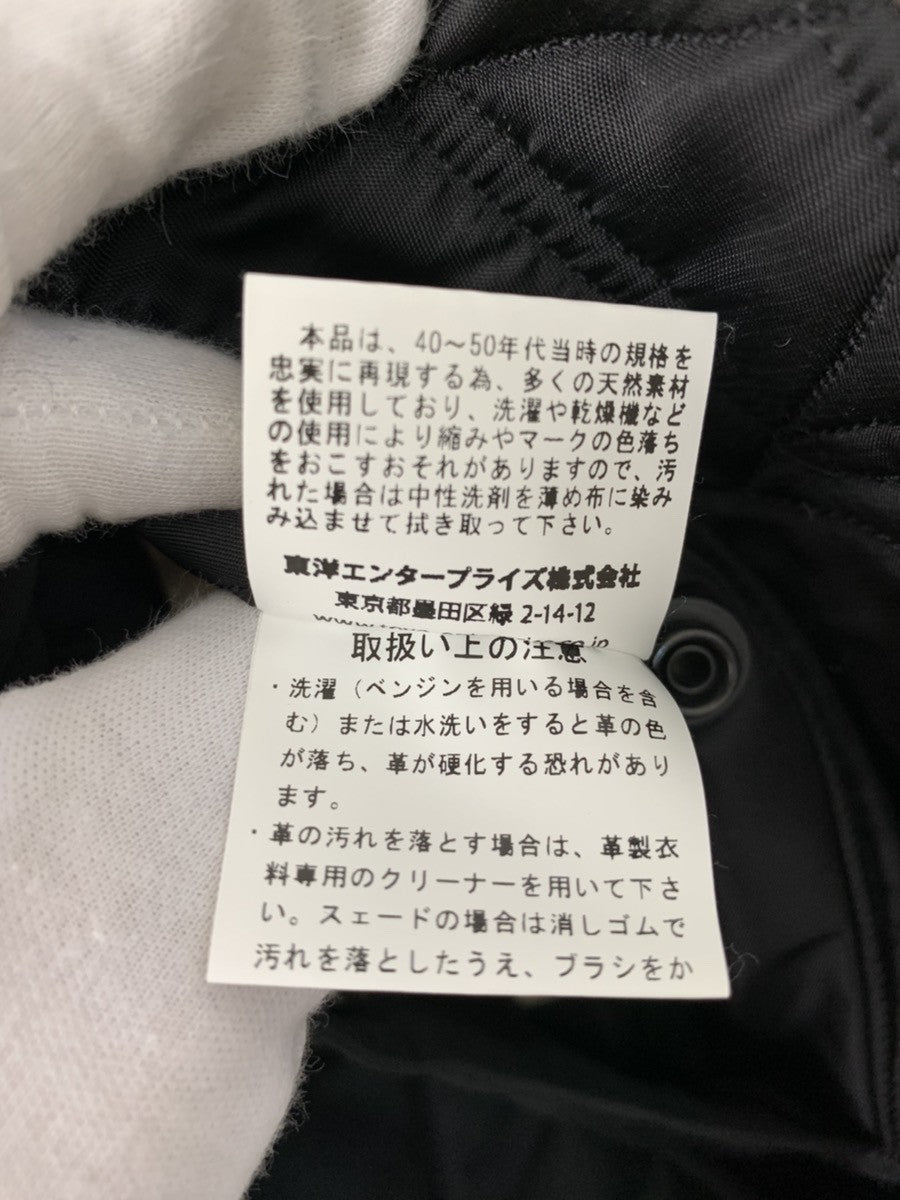 本品は、40〜50年代当時の規格を
忠実に再現する為、多くの天然素材
を使用しており、洗濯や乾燥機など
の使用により縮みやマークの色落ち
をおこすおそれがありますので、汚
れた場合は中性洗剤を薄め布に染み
み込ませて拭き取って下さい。
東洋エンタープライズ株式会社
東京都墨田区緑 2-14-12
取扱い上の注意
・洗濯（ベンジンを用いる場合を含
む）または水洗いをすると革の色
が落ち、革が硬化する恐れがあり
ます。
・革の汚れを落とす場合は、革製衣
料専用のクリーナーを用いて下さ
い。スェードの場合は消しゴムで
汚れを落としたうえ、ブラシをか